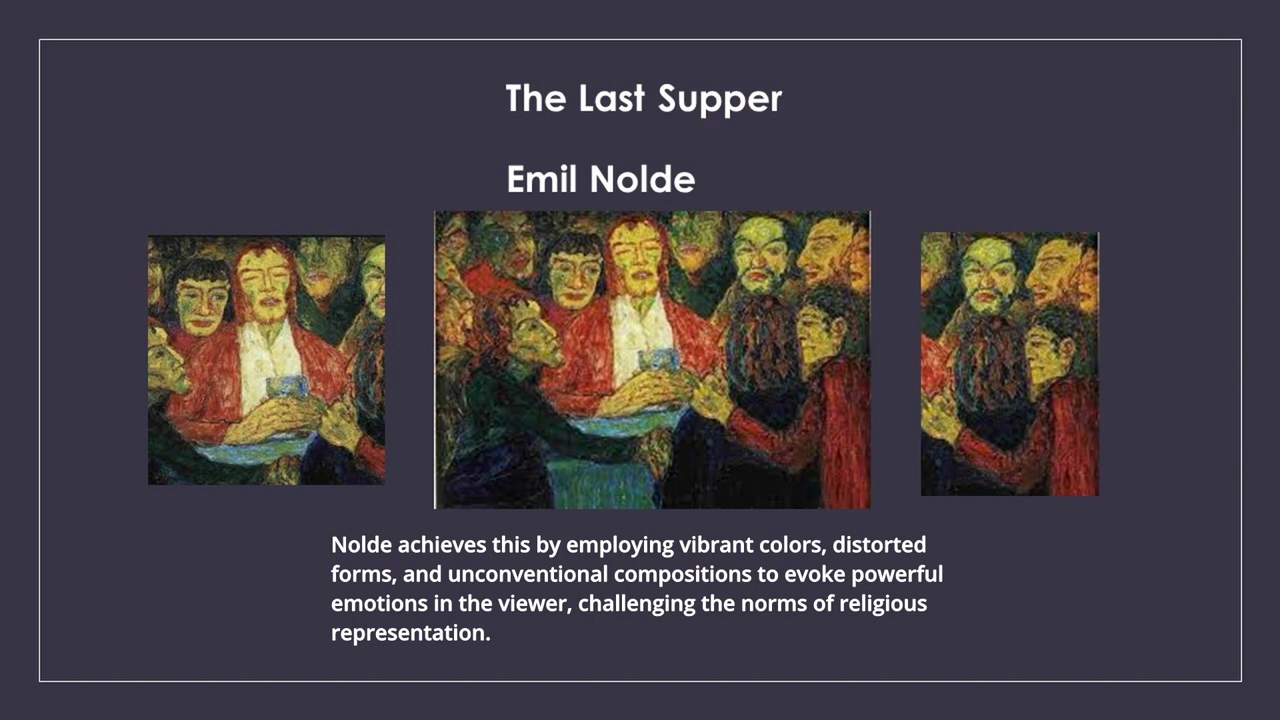 The Last Supper
Emil Nolde
Nolde achieves this by employing vibrant colors, distorted
forms, and unconventional compositions to evoke powerful
emotions in the viewer, challenging the norms of religious
representation.